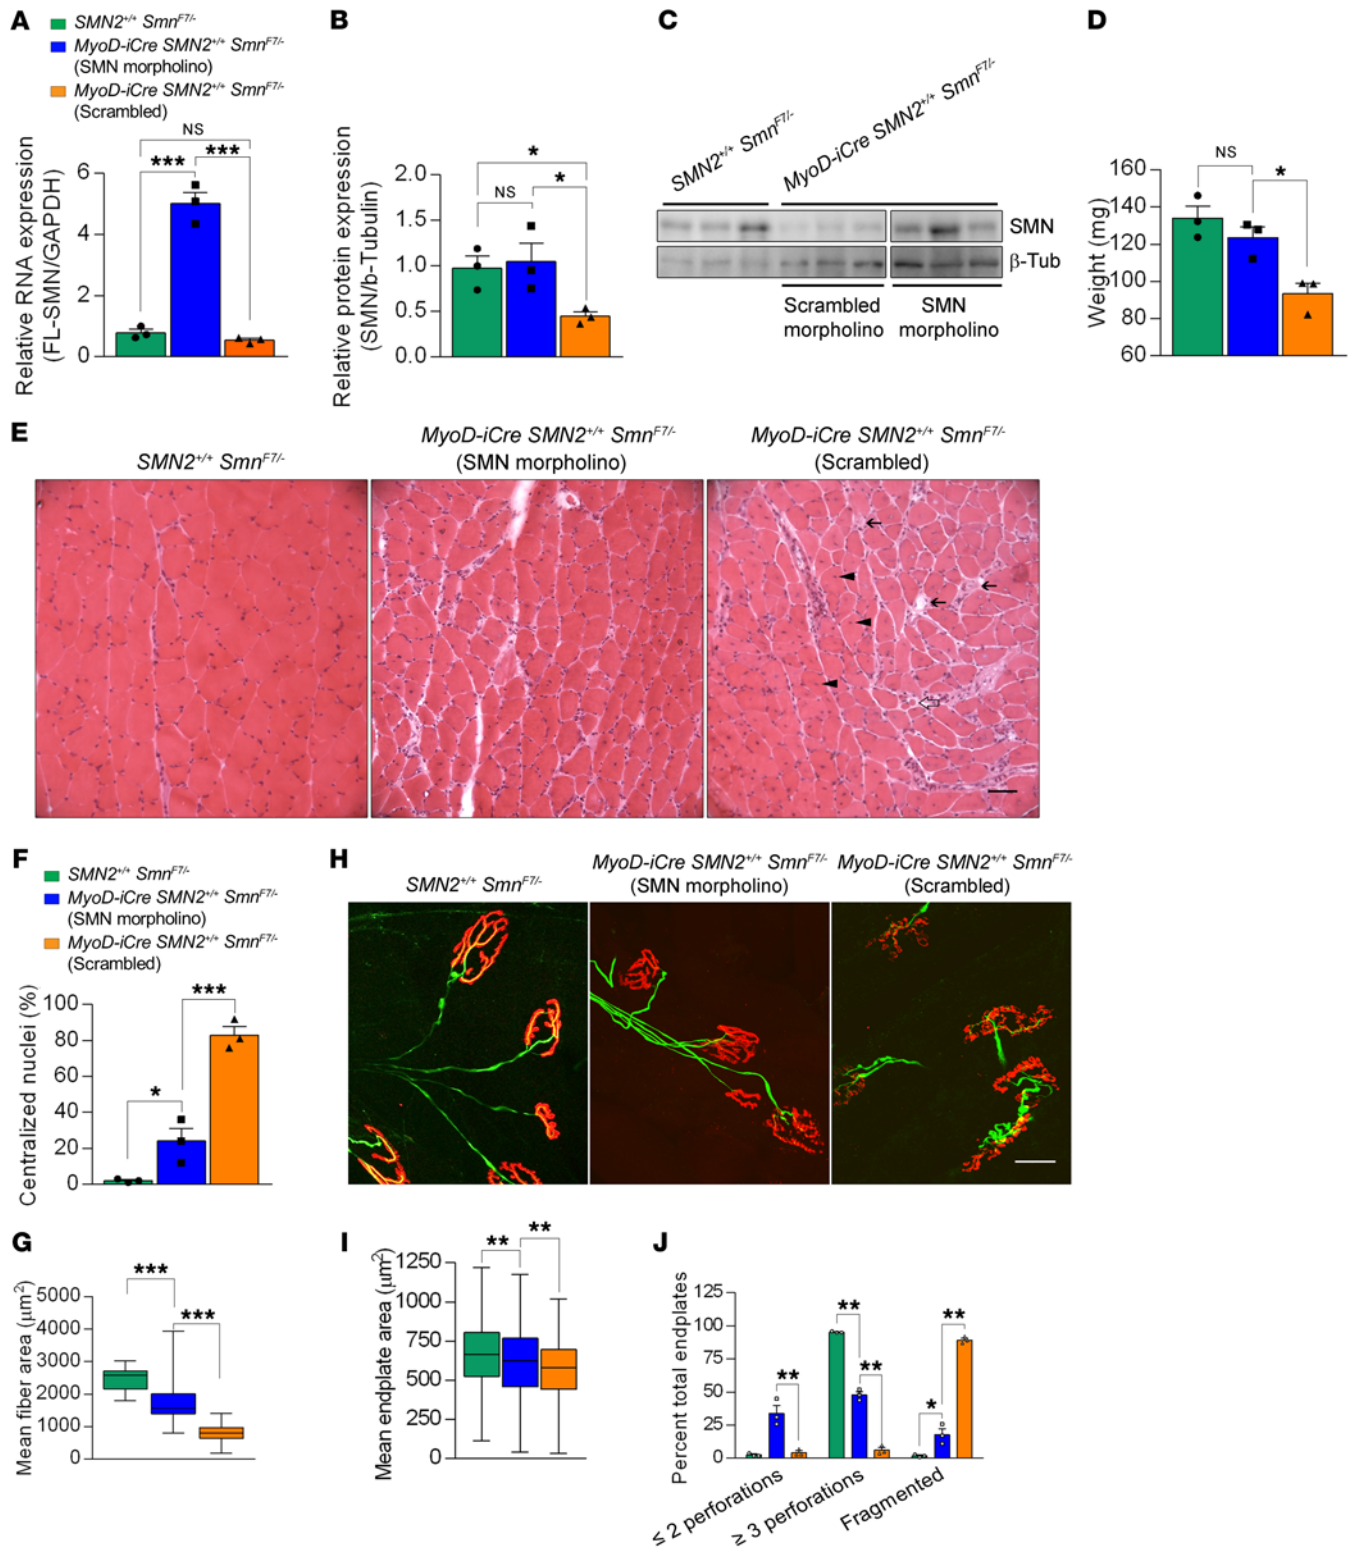 A
SMN2+/+ SmnF7/-
MyoD-iCre SMN2+/+ SmnF7/-
(SMN morpholino)
MyoD-iCre SMN2+/+ SmnF7/-
(Scrambled)
Relative RNA expression
(FL-SMN/GAPDH)
NS
***
***
6
4
2
0
B
Relative protein expression
(SMN/b-Tubulin)
*
NS
*
2.0
1.5
1.0
0.5
0.0
C
SMN2+/+ SmnF7/-
MyoD-iCre SMN2+/+ SmnF7/-
SMN
β-Tub
Scrambled
morpholino
SMN
morpholino
D
Weight (mg)
NS
*
160
140
120
100
80
60
E
SMN2+/+ SmnF7/-
MyoD-iCre SMN2+/+ SmnF7/-
(SMN morpholino)
MyoD-iCre SMN2+/+ SmnF7/-
(Scrambled)
F
SMN2+/+ SmnF7/-
MyoD-iCre SMN2+/+ SmnF7/-
(SMN morpholino)
MyoD-iCre SMN2+/+ SmnF7/-
(Scrambled)
Centralized nuclei (%)
***
*
100
80
60
40
20
0
H
SMN2+/+ SmnF7/-
MyoD-iCre SMN2+/+ SmnF7/-
(SMN morpholino)
MyoD-iCre SMN2+/+ SmnF7/-
(Scrambled)
G
Mean fiber area (μm2)
***
***
5000
4000
3000
2000
1000
0
I
Mean endplate area (μm2)
**
**
1250
1000
750
500
250
0
J
Percent total endplates
125
100
75
50
25
0
**
**
**
*
**
≤ 2 perforations
≥ 3 perforations
Fragmented